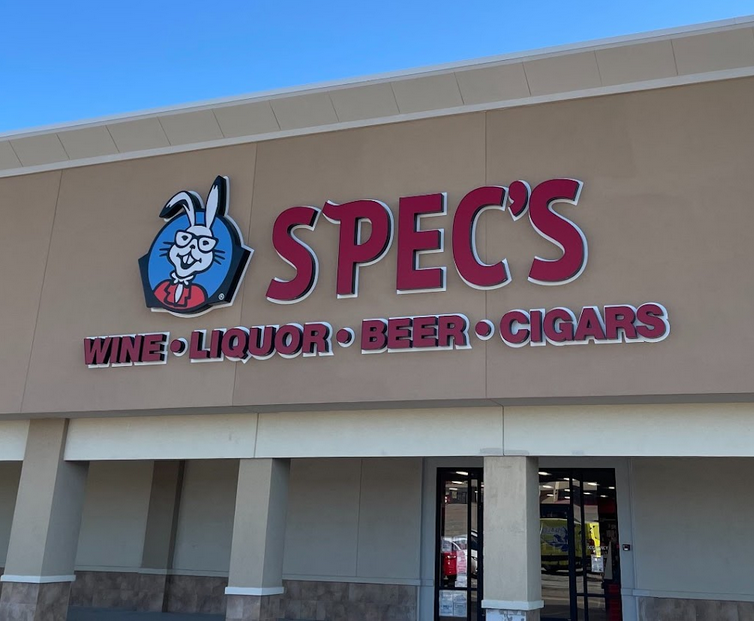 SPEC'S
®
WINE • LIQUOR • BEER • CIGARS